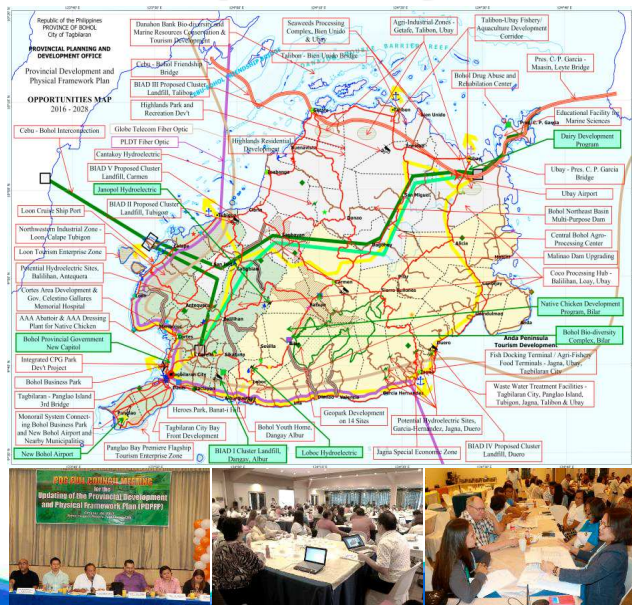 Republic of the Philippines
PROVINCE OF BOHOL
City of Tagbilaran
PROVINCIAL PLANNING AND
DEVELOPMENT OFFICE
Provincial Development and
Physical Framework Plan
OPPORTUNITIES MAP
2016 - 2028
Cebu - Bohol Interconnection
Danahon Bank Bio-diversity and
Marine Resources Conservation &
Tourism Development
Cebu - Bohol Friendship
Bridge
BIAD III Proposed Cluster
Landfill, Talibon
Highlands Park and
Recreation Dev't
Globe Telecom Fiber Optic
PLDT Fiber Optic
Cantakoy Hydroelectric
BIAD V Proposed Cluster
Landfill, Carmen
Janopol Hydroelectric
BIAD II Proposed Cluster
Landfill, Tubigon
Loon Cruise Ship Port
Northwestern Industrial Zone -
Loon, Calape Tubigon
Loon Tourism Enterprise Zone
Potential Hydroelectric Sites,
Balilihan, Antequera
Cortes Area Development &
Gov. Celestino Gallares
Memorial Hospital
AAA Abattoir & AAA Dressing
Plant for Native Chicken
Bohol Provincial Government
New Capitol
Integrated CPG Park
Dev't Project
Bohol Business Park
Tagbilaran - Panglao Island
3rd Bridge
Monorail System Connect-
ing Bohol Business Park
and New Bohol Airport and
Nearby Municipalities
New Bohol Airport
Seaweeds Processing
Complex, Bien Unido
& Ubay
Talibon - Bien Unido Bridge
Agri-Industrial Zones -
Getafe, Talibon, Ubay
Talibon-Ubay Fishery/
Aquaculture Development
Corridor
Bohol Drug Abuse and
Rehabilitation Center
Pres. C.P. Garcia -
Maasin, Leyte Bridge
Educational Facility in
Marine Sciences
Dairy Development
Program
Ubay - Pres. C.P. Garcia
Bridge
Ubay Airport
Bohol Northeast Basin
Multi-Purpose Dam
Central Bohol Agro-
Processing Center
Malinao Dam Upgrading
Coco Processing Hub -
Balilihan, Loay, Ubay
Native Chicken Development
Program, Bilar
Bohol Bio-diversity
Complex, Bilar
Anda Peninsula
Tourism Development
Fish Docking Terminal / Agri-Fishery
Food Terminals - Jagna, Ubay,
Tagbilaran City
Waste Water Treatment Facilities -
Tagbilaran City, Panglao Island,
Tubigon, Jagna, Talibon & Ubay
Highlands Residential
Development
Heroes Park, Banat-i Hill
Tagbilaran City Bay
Front Development
Panglao Bay Premiere Flagship
Tourism Enterprise Zone
Bohol Youth Home,
Dangay Albur
BIAD I Cluster Landfill,
Dangay, Albur
Loboc Hydroelectric
Geopark Development
on 14 Sites
Potential Hydroelectric Sites,
Garcia-Hernandez, Jagna, Duero
Jagna Special Economic Zone
BIAD IV Proposed Cluster
Landfill, Duero
PDC FULL COUNCIL MEETING
for the
Updating of the Provincial Development
and Physical Framework Plan (PDPFP)